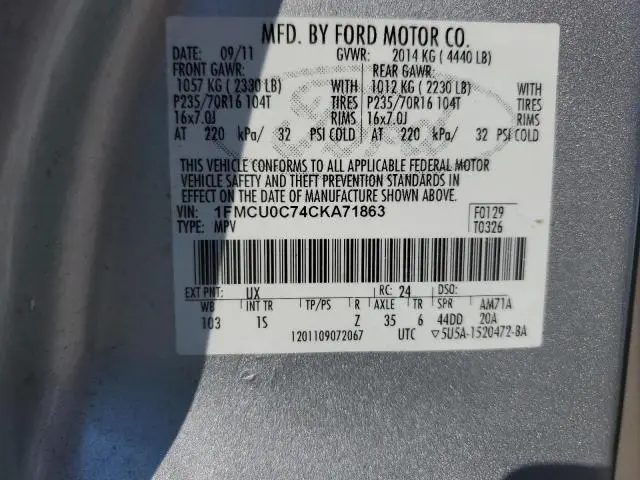 MFD. BY FORD MOTOR CO.
DATE: 09/11 GVWR: 2014 KG ( 4440 LB)
FRONT GAWR: REAR GAWR:
1057 KG ( 2330 LB) WITH 1012 KG ( 2230 LB) WITH
P235/70R16 104T TIRES P235/70R16 104T TIRES
16x7.0J RIMS 16x7.0J RIMS
AT 220 kPa/ 32 PSI COLD AT 220 kPa/ 32 PSI COLD
THIS VEHICLE CONFORMS TO ALL APPLICABLE FEDERAL MOTOR
VEHICLE SAFETY AND THEFT PREVENTION STANDARDS IN
EFFECT ON THE DATE OF MANUFACTURE SHOWN ABOVE.
VIN: 1FMCU0C74CKA71863 F0129
TYPE: MPV T0326
EXT PNT: UX RC: 24 DSO:
WB INT TR TP/PS R AXLE TR SPR AM71A
103 1S Z 35 6 44DD 20A
1201109072067 UTC ▽5U5A-1520472-BA